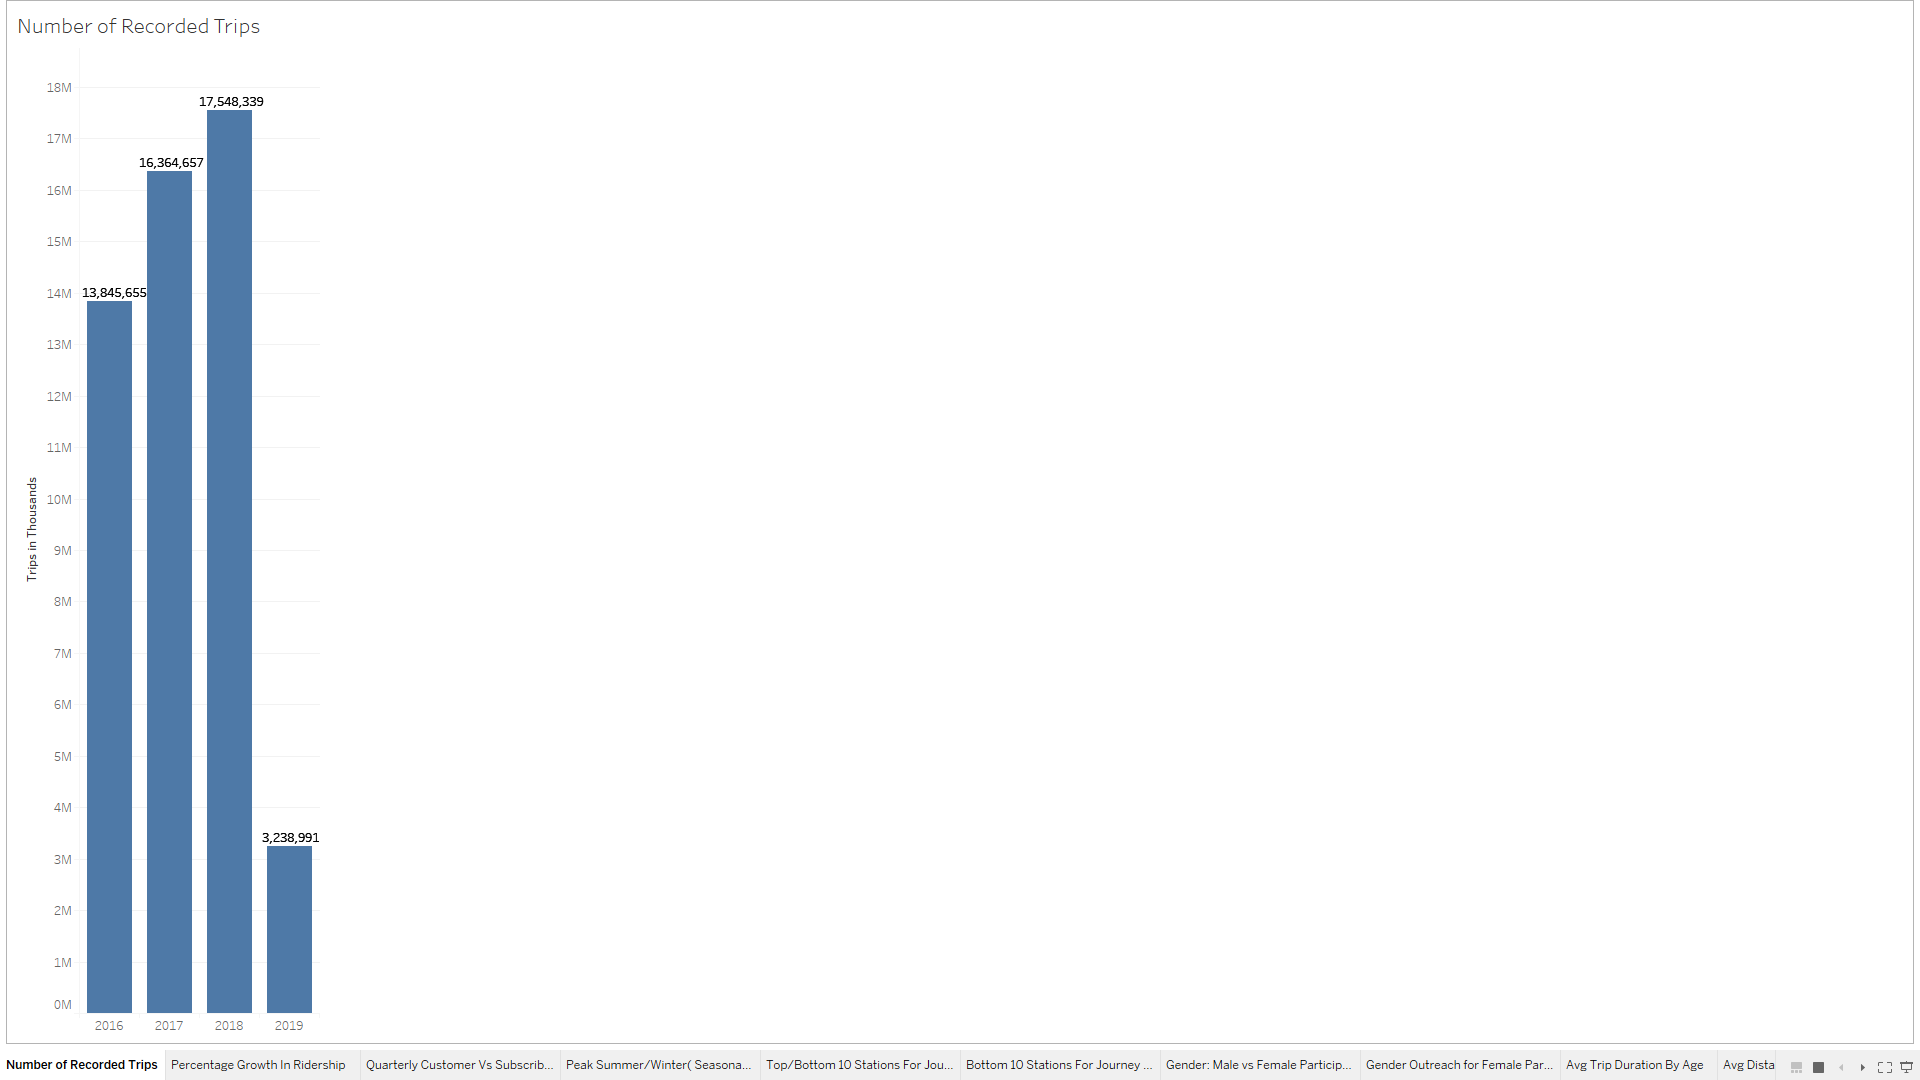 Number of Recorded Trips
18M
17M
16M
15M
14M
13M
12M
11M
10M
9M
8M
7M
6M
5M
4M
3M
2M
1M
0M
Trips in Thousands
13,845,655
16,364,657
17,548,339
3,238,991
2016 2017 2018 2019
Number of Recorded Trips Percentage Growth In Ridership Quarterly Customer Vs Subscrib... Peak Summer/Winter( Seasona... Top/Bottom 10 Stations For Jou... Bottom 10 Stations For Journey ... Gender: Male vs Female Particip... Gender Outreach for Female Par... Avg Trip Duration By Age Avg Dista